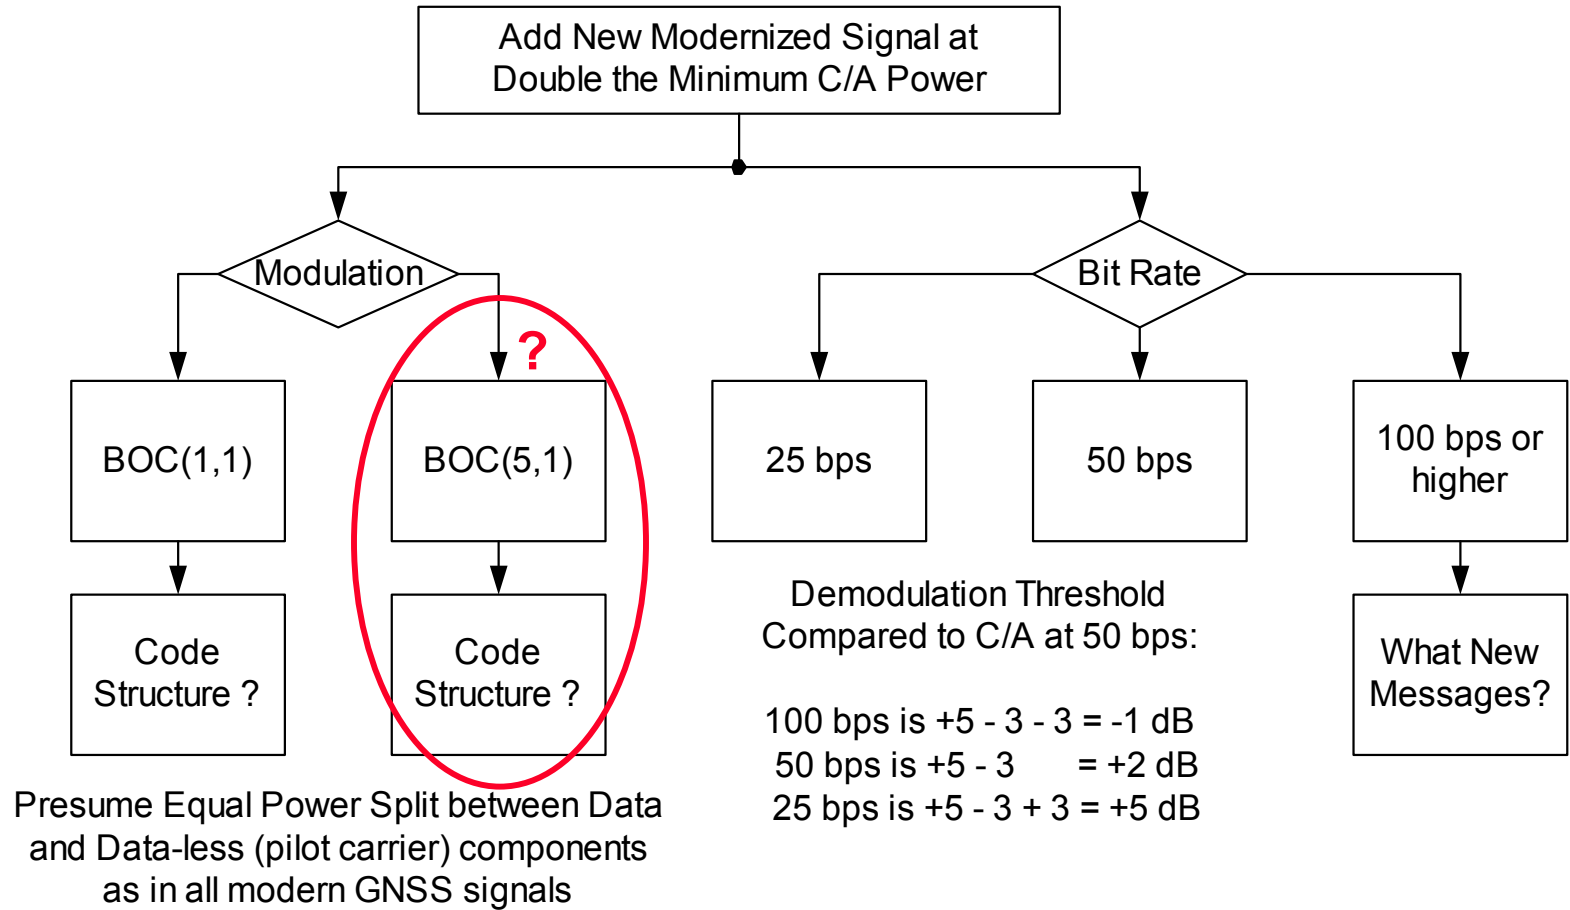 Add New Modernized Signal at
Double the Minimum C/A Power
Modulation
Bit Rate
?
BOC(1,1)
BOC(5,1)
25 bps
50 bps
100 bps or
higher
Code
Structure ?
Code
Structure ?
What New
Messages?
Demodulation Threshold
Compared to C/A at 50 bps:
100 bps is +5 - 3 - 3 = -1 dB
50 bps is +5 - 3 = +2 dB
25 bps is +5 - 3 + 3 = +5 dB
Presume Equal Power Split between Data
and Data-less (pilot carrier) components
as in all modern GNSS signals